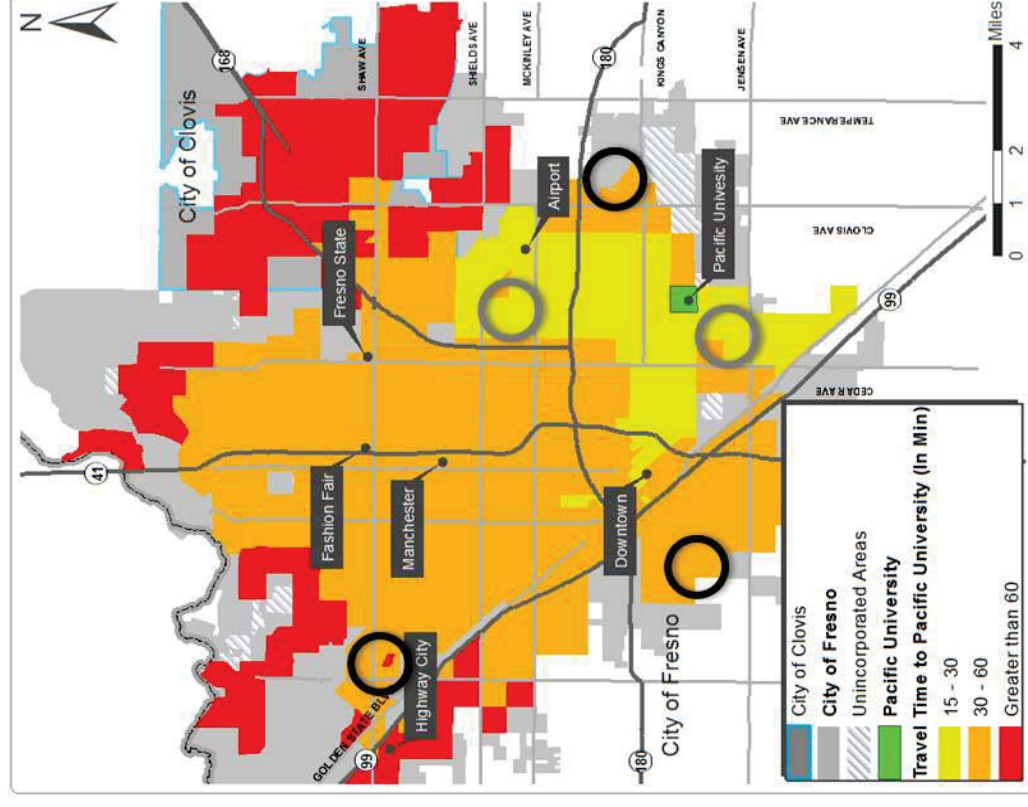 N
168
City of Clovis
SHAW AVE
SHIELDS AVE
MCKINLEY AVE
180
KINGS CANYON
JENSEN AVE
TEMPERANCE AVE
CLOVIS AVE
CEDAR AVE
Airport
Fresno State
Pacific Univesity
41
Fashion Fair
Manchester
Downtown
99
Highway City
GOLDEN STATE BLV
99
180
City of Fresno
0 1 2 4
Miles
City of Clovis
City of Fresno
Unincorporated Areas
Pacific University
Travel Time to Pacific University (In Min)
15 - 30
30 - 60
Greater than 60